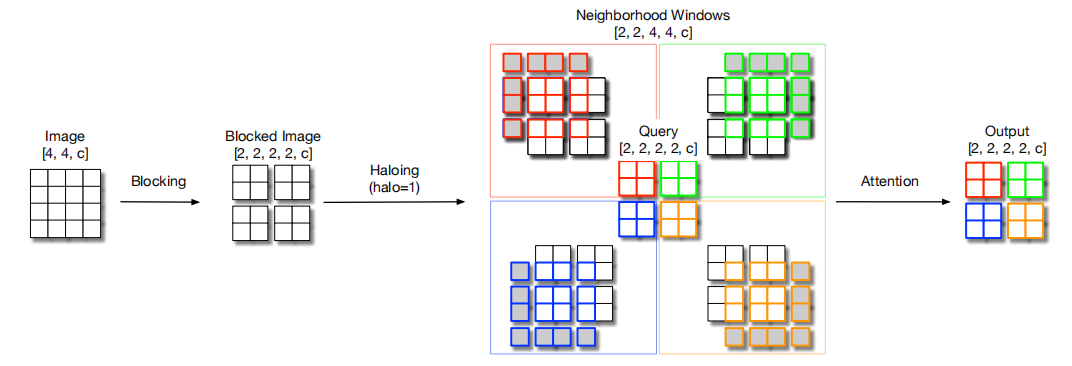 Neighborhood Windows
[2, 2, 4, 4, c]
Image
[4, 4, c]
Blocking
Blocked Image
[2, 2, 2, 2, c]
Haloing
(halo=1)
Query
[2, 2, 2, 2, c]
Attention
Output
[2, 2, 2, 2, c]